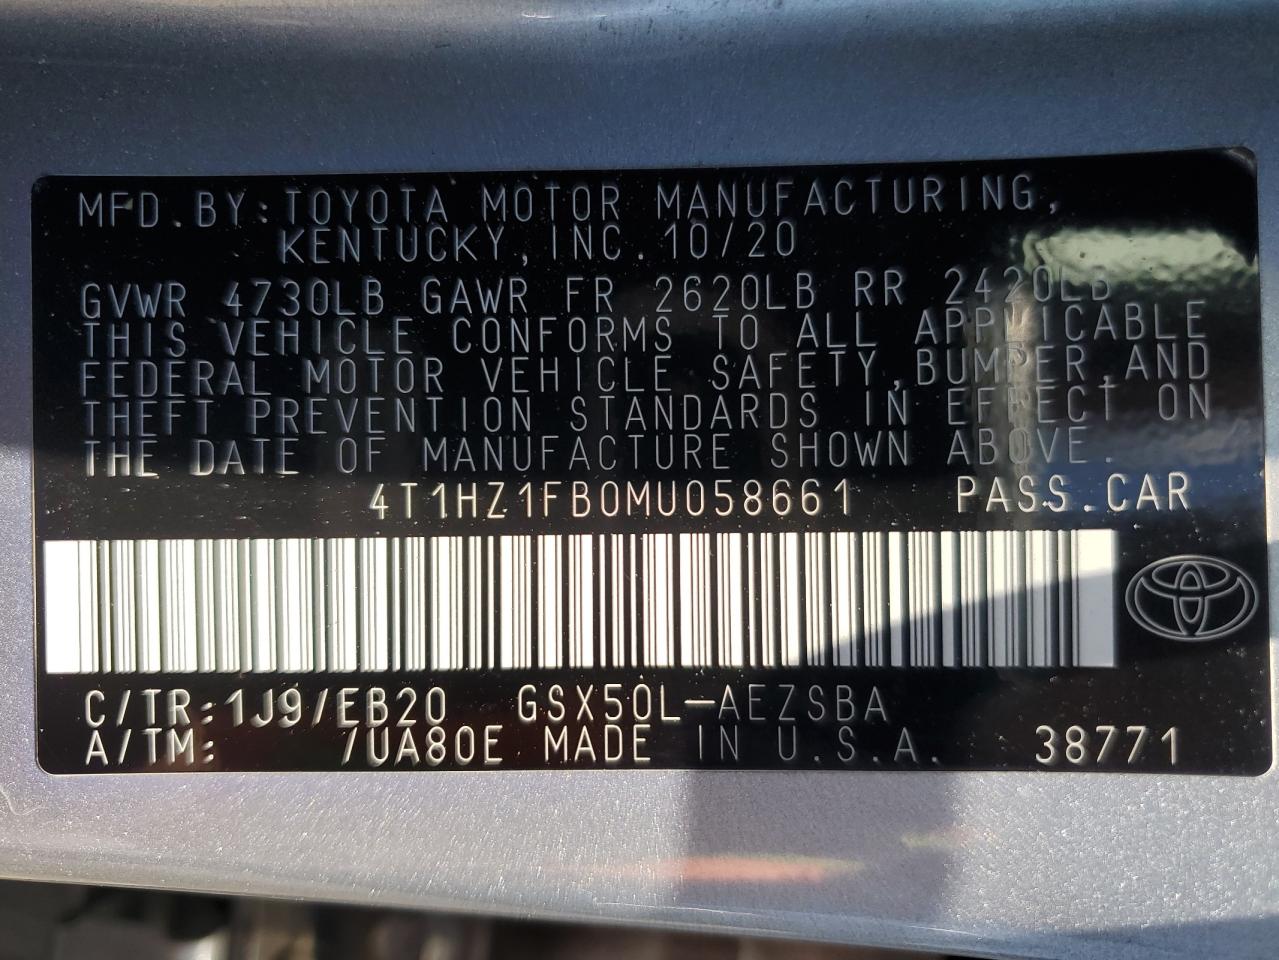 MFD.BY:TOYOTA MOTOR MANUFACTURING,
KENTUCKY,INC.10/20
GVWR 4730LB GAWR FR 2620LB RR 2420LB
THIS VEHICLE CONFORMS TO ALL APPLICABLE
FEDERAL MOTOR VEHICLE SAFETY,BUMPER,AND
THEFT PREVENTION STANDARDS IN EFFECT ON
THE DATE OF MANUFACTURE SHOWN ABOVE.
4T1HZ1FB0MU058661 PASS.CAR
C/TR:1J9/EB20 GSX50L-AEZSBA
A/TM: /UA80E MADE IN U.S.A. 38771